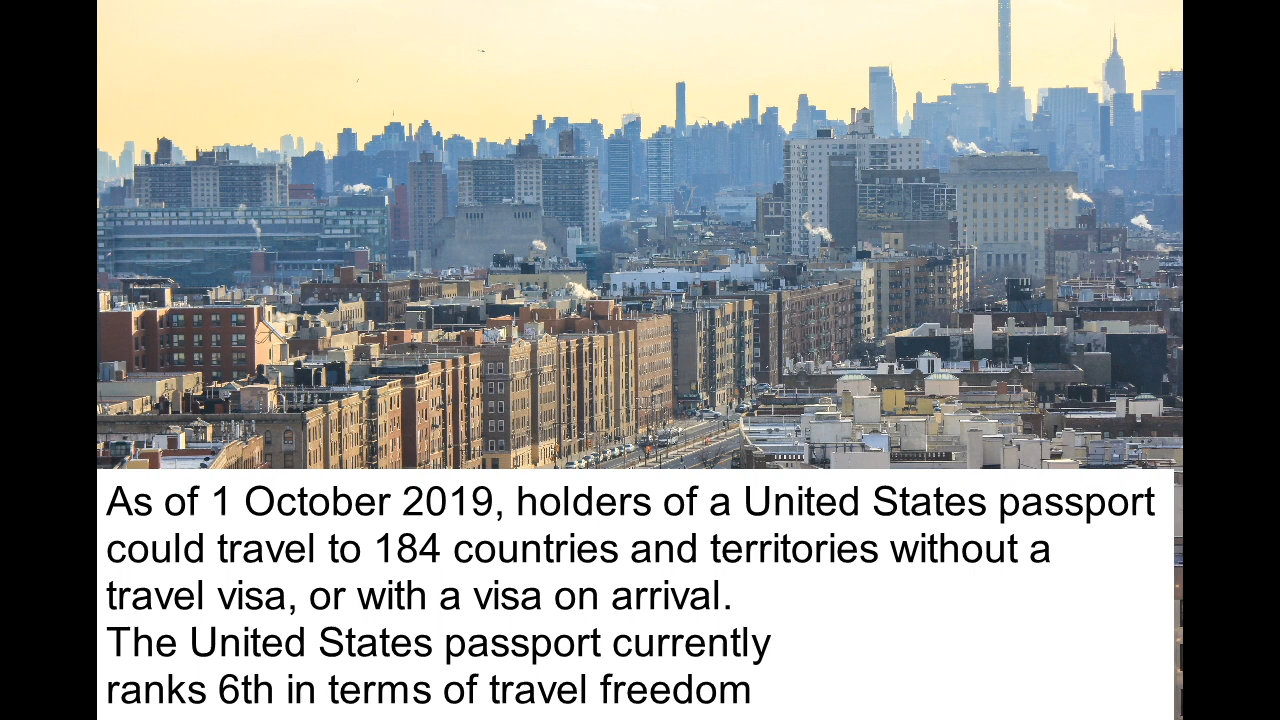 As of 1 October 2019, holders of a United States passport
could travel to 184 countries and territories without a
travel visa, or with a visa on arrival.
The United States passport currently
ranks 6th in terms of travel freedom